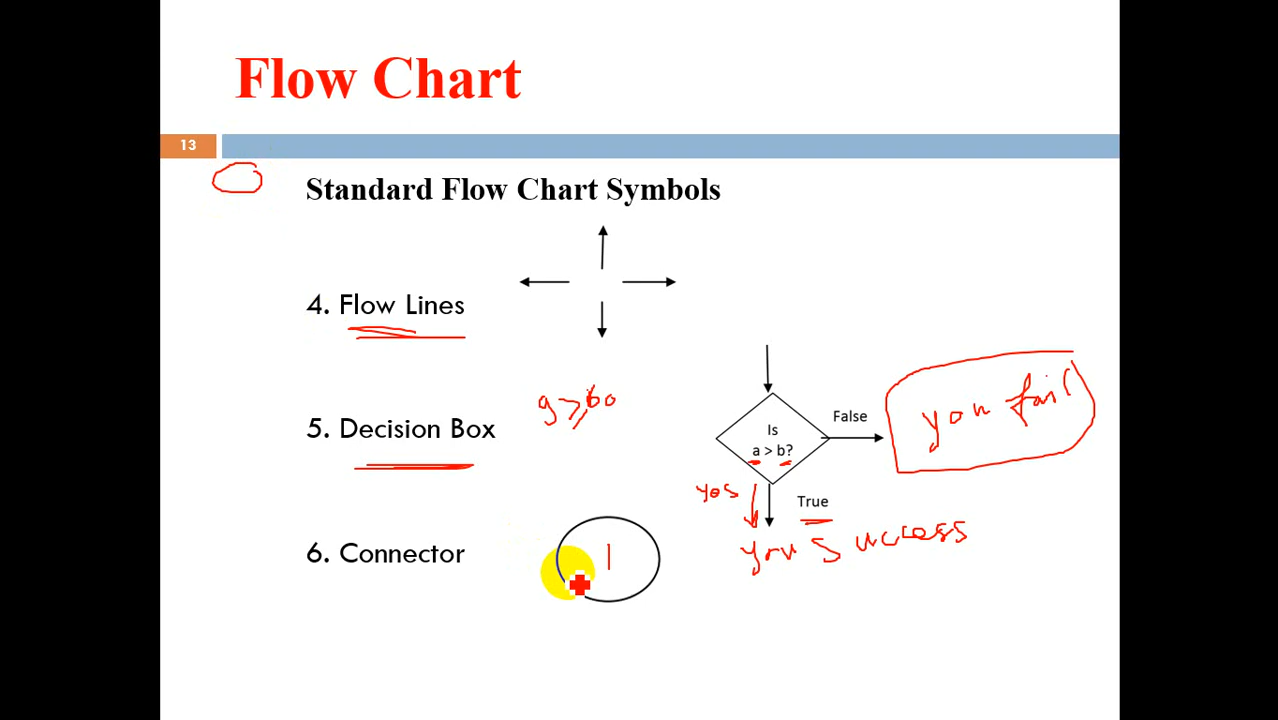 Flow Chart
13
Standard Flow Chart Symbols
4. Flow Lines
5. Decision Box
g ≥ 60
Is
a > b?
False
you fail
yes
True
you success
6. Connector
1